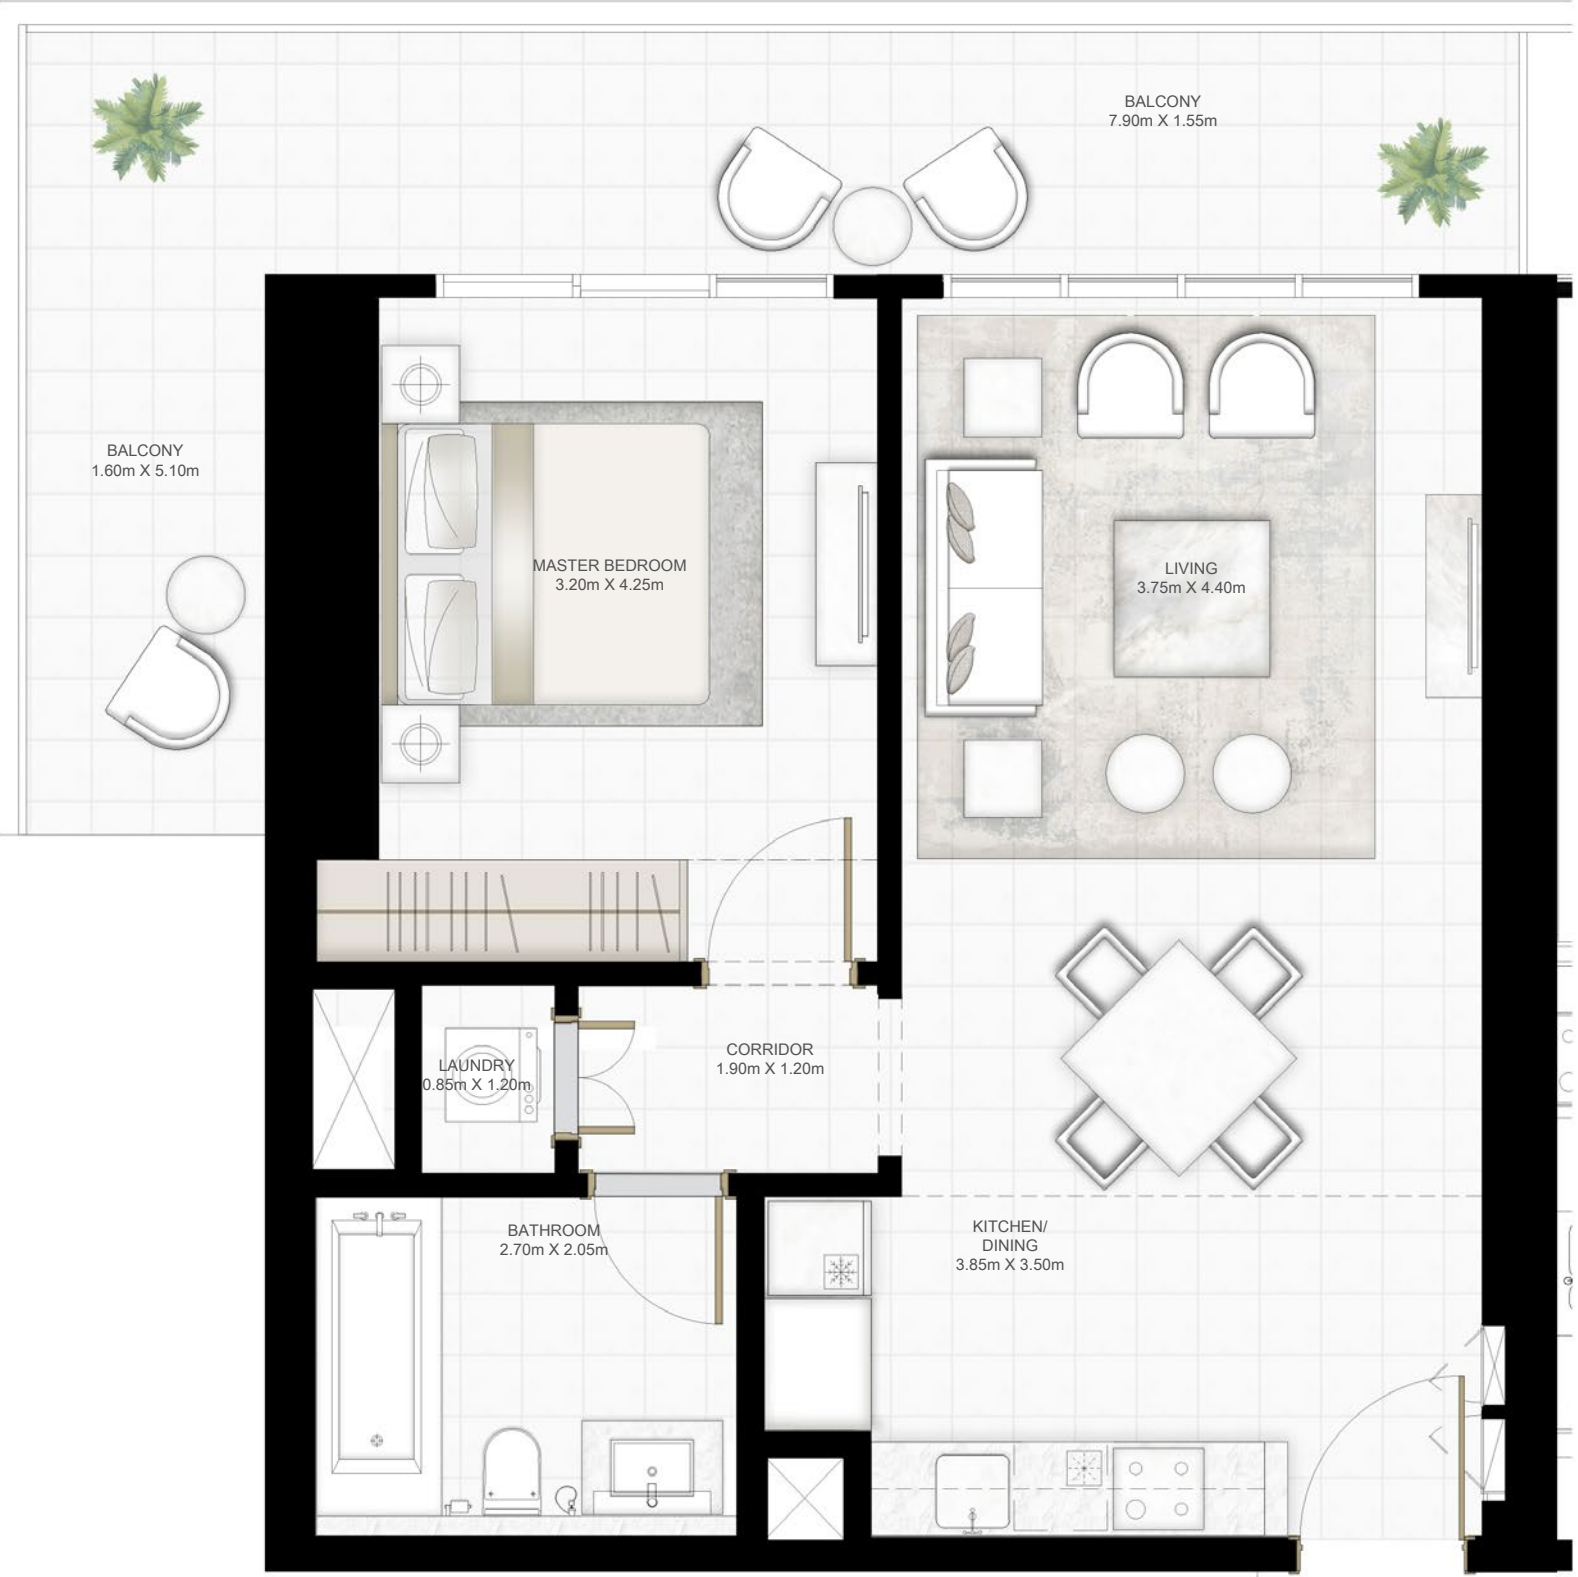 BALCONY
7.90m X 1.55m
BALCONY
1.60m X 5.10m
MASTER BEDROOM
3.20m X 4.25m
LIVING
3.75m X 4.40m
LAUNDRY
0.85m X 1.20m
CORRIDOR
1.90m X 1.20m
BATHROOM
2.70m X 2.05m
KITCHEN/
DINING
3.85m X 3.50m